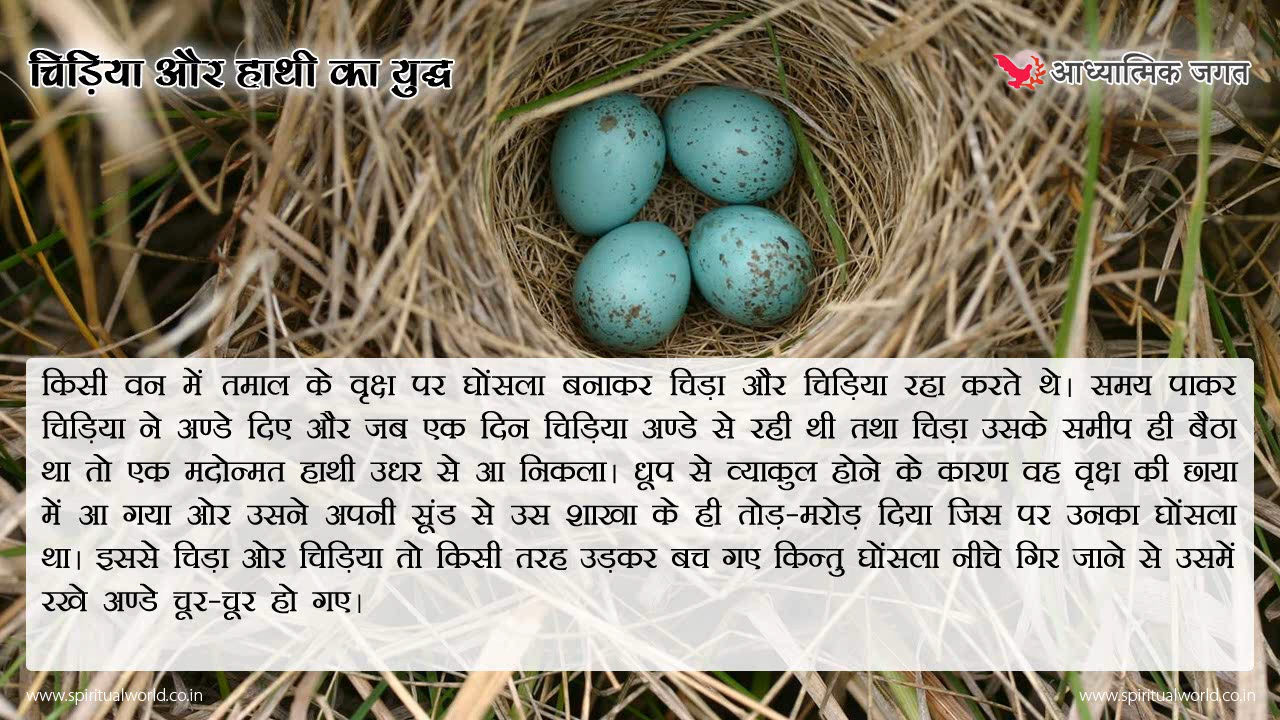 चिड़िया और हाथी का युद्ध
आध्यात्मिक जगत
किसी वन में तमाल के वृक्ष पर घोंसला बनाकर चिड़ा और चिड़िया रहा करते थे। समय पाकर
चिड़िया ने अण्डे दिए और जब एक दिन चिड़िया अण्डे से रही थी तथा चिड़ा उसके समीप ही बैठा
था तो एक मदोन्मत हाथी उधर से आ निकला। धूप से व्याकुल होने के कारण वह वृक्ष की छाया
में आ गया ओर उसने अपनी सूंड से उस शाखा के ही तोड़-मरोड़ दिया जिस पर उनका घोंसला
था। इससे चिड़ा ओर चिड़िया तो किसी तरह उड़कर बच गए किन्तु घोंसला नीचे गिर जाने से उसमें
रखे अण्डे चूर-चूर हो गए।
www.spiritualworld.co.in
www.spiritualworld.co.in